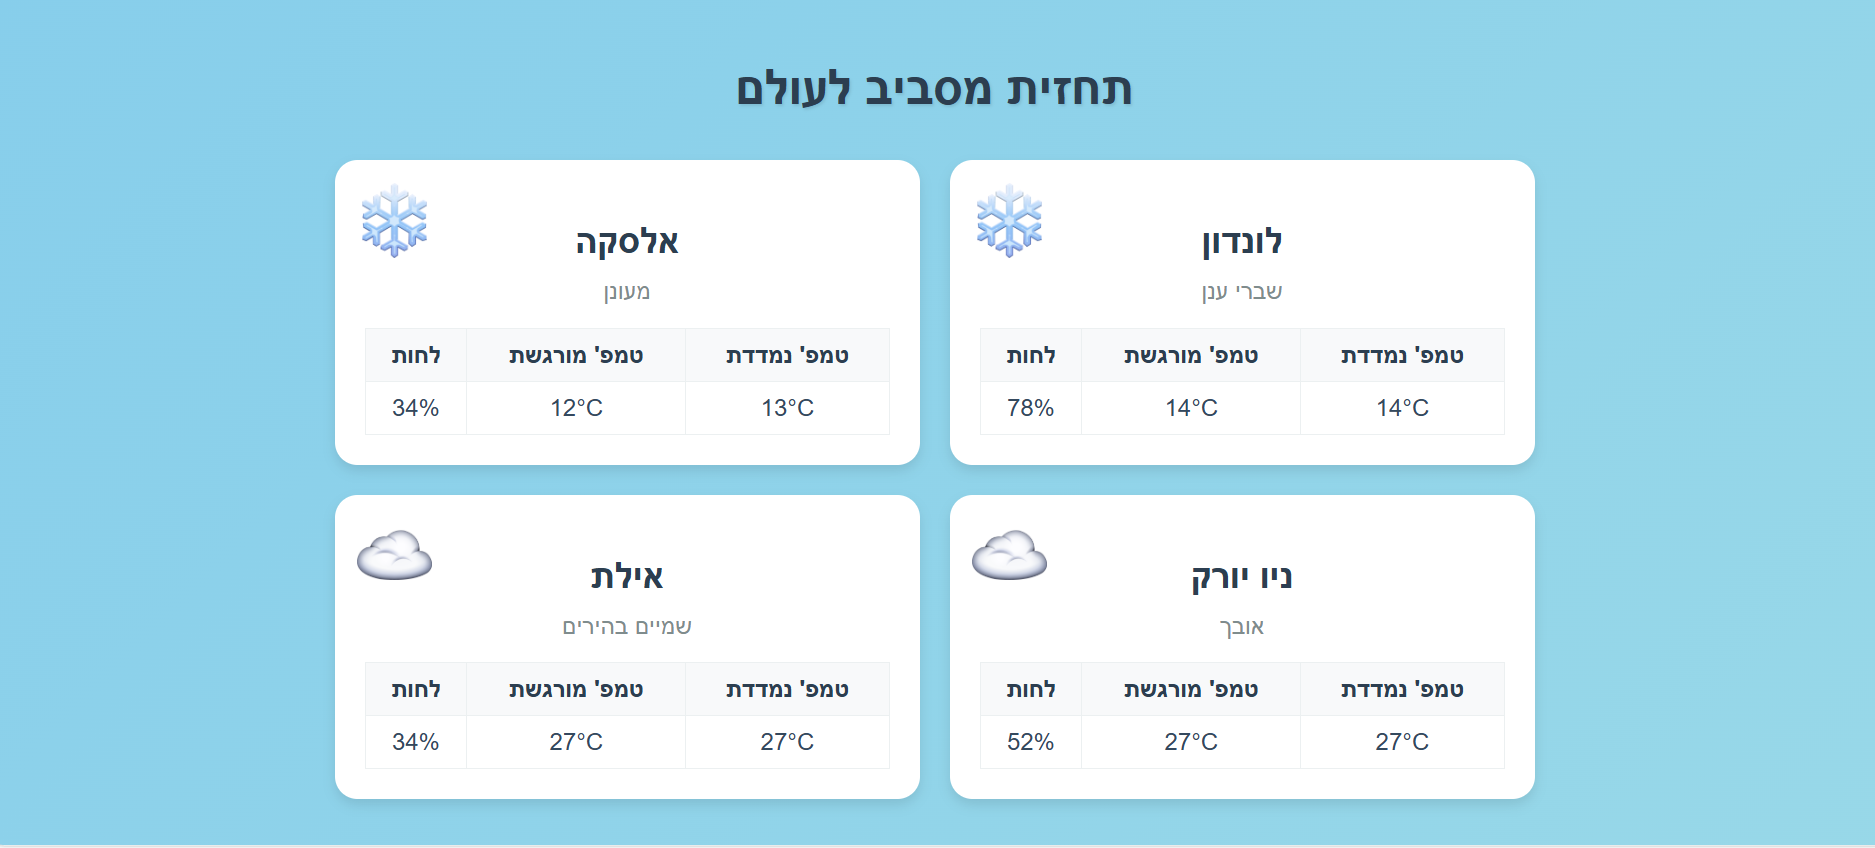 תחזית מסביב לעולם
לונדון
שברי ענן
טמפ' נמדדת טמפ' מורגשת לחות
14°C 14°C 78%
אלסקה
מעונן
טמפ' נמדדת טמפ' מורגשת לחות
13°C 12°C 34%
ניו יורק
אובך
טמפ' נמדדת טמפ' מורגשת לחות
27°C 27°C 52%
אילת
שמיים בהירים
טמפ' נמדדת טמפ' מורגשת לחות
27°C 27°C 34%